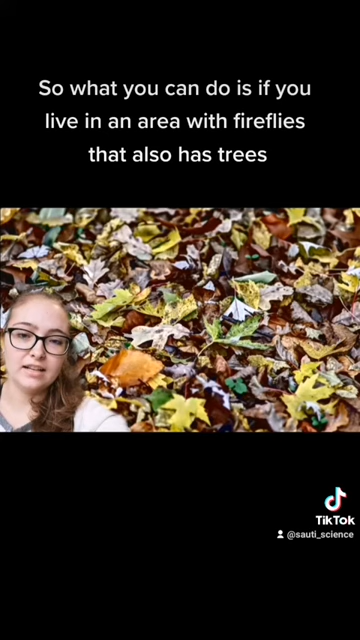 So what you can do is if you
live in an area with fireflies
that also has trees
TikTok
@sauti_science